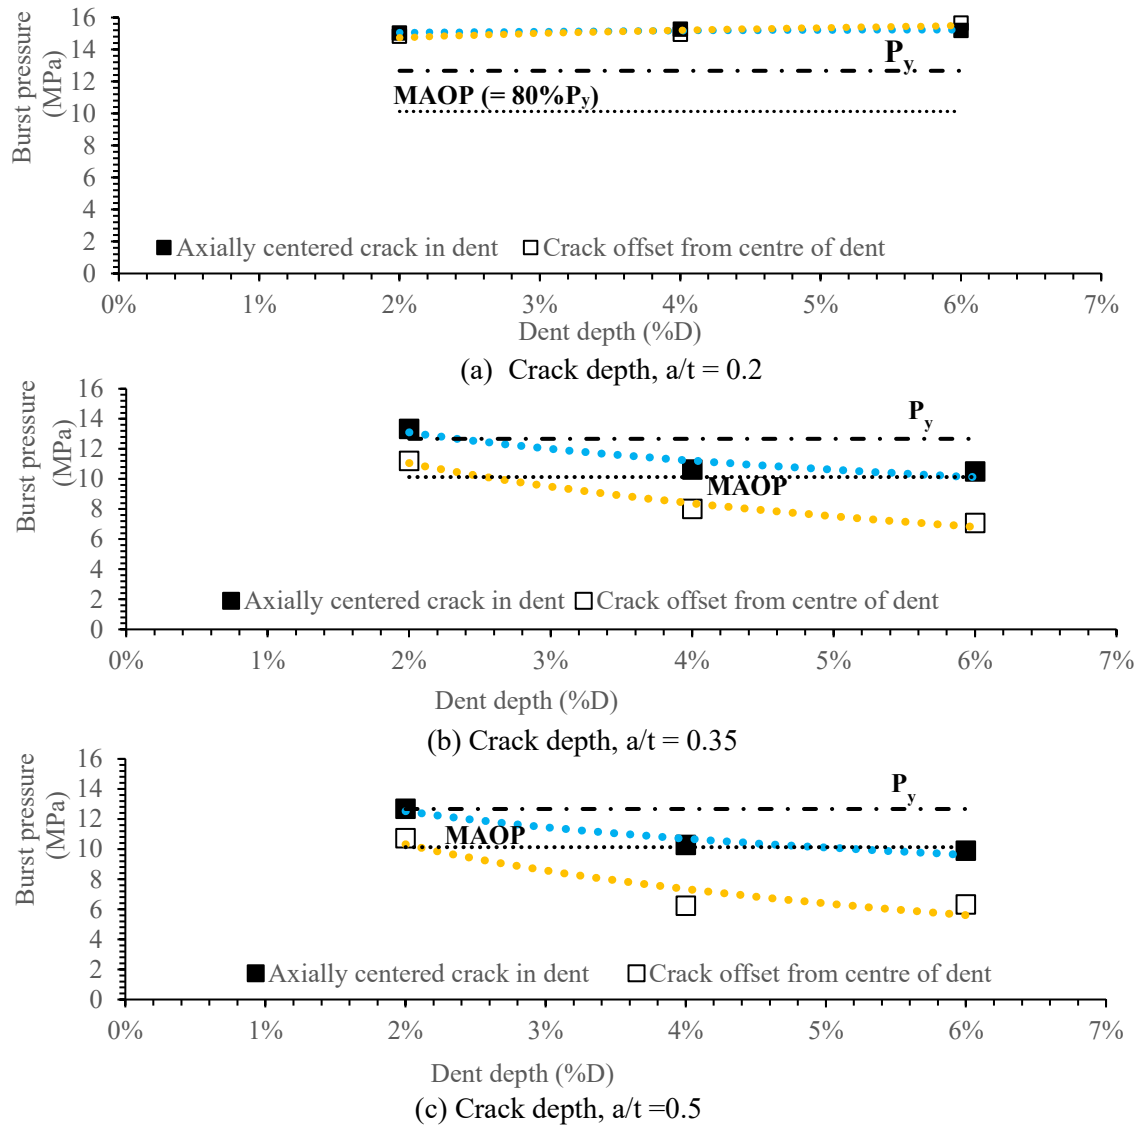 Burst pressure
(MPa)
16
14
12
10
8
6
4
2
0
P_y
MAOP (= 80%P_y)
Axially centered crack in dent
Crack offset from centre of dent
0% 1% 2% 3% 4% 5% 6% 7%
Dent depth (%D)
(a) Crack depth, a/t = 0.2
Burst pressure
(MPa)
16
14
12
10
8
6
4
2
0
P_y
MAOP
Axially centered crack in dent
Crack offset from centre of dent
0% 1% 2% 3% 4% 5% 6% 7%
Dent depth (%D)
(b) Crack depth, a/t = 0.35
Burst pressure
(MPa)
16
14
12
10
8
6
4
2
0
P_y
MAOP
Axially centered crack in dent
Crack offset from centre of dent
0% 1% 2% 3% 4% 5% 6% 7%
Dent depth (%D)
(c) Crack depth, a/t =0.5